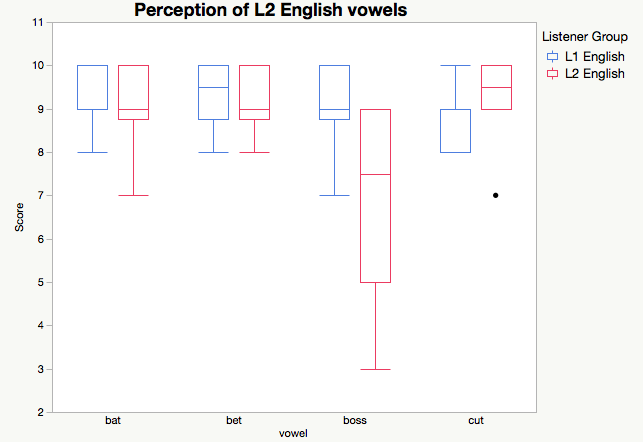 Perception of L2 English vowels
Listener Group
L1 English
L2 English
Score
11
10
9
8
7
6
5
4
3
2
bat bet boss cut
vowel